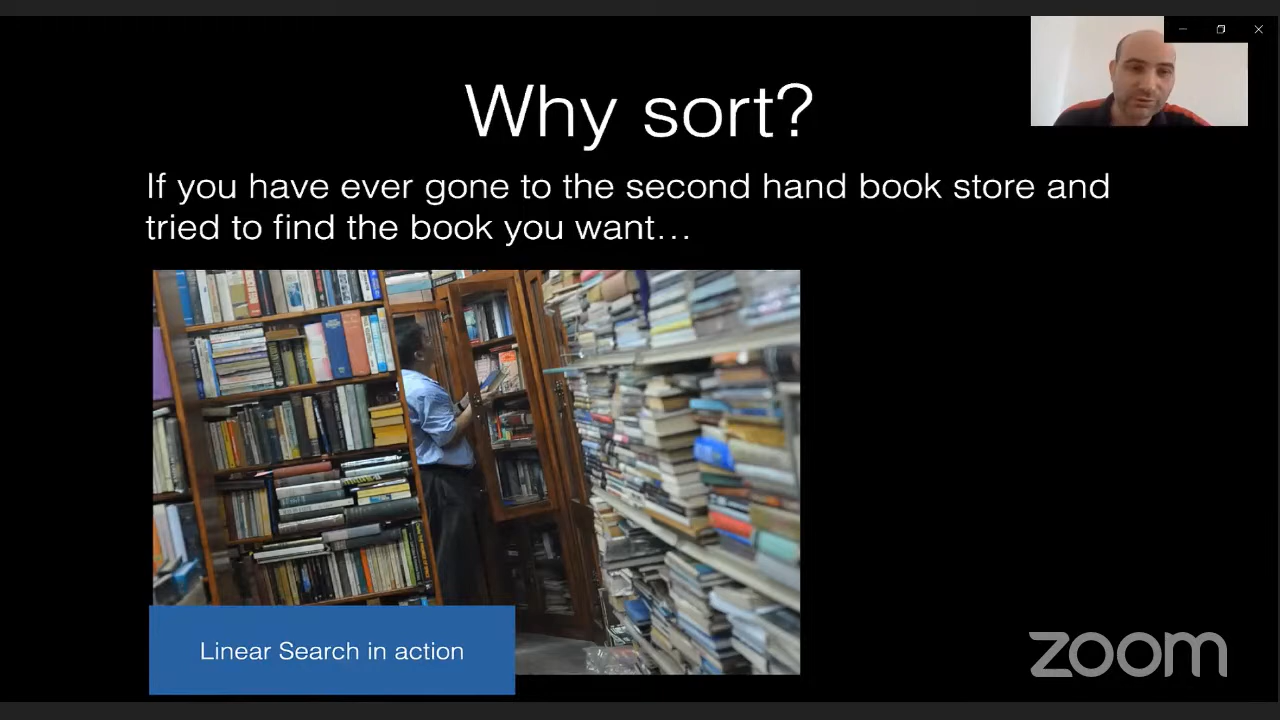 Why sort?
If you have ever gone to the second hand book store and
tried to find the book you want…
Linear Search in action
zoom